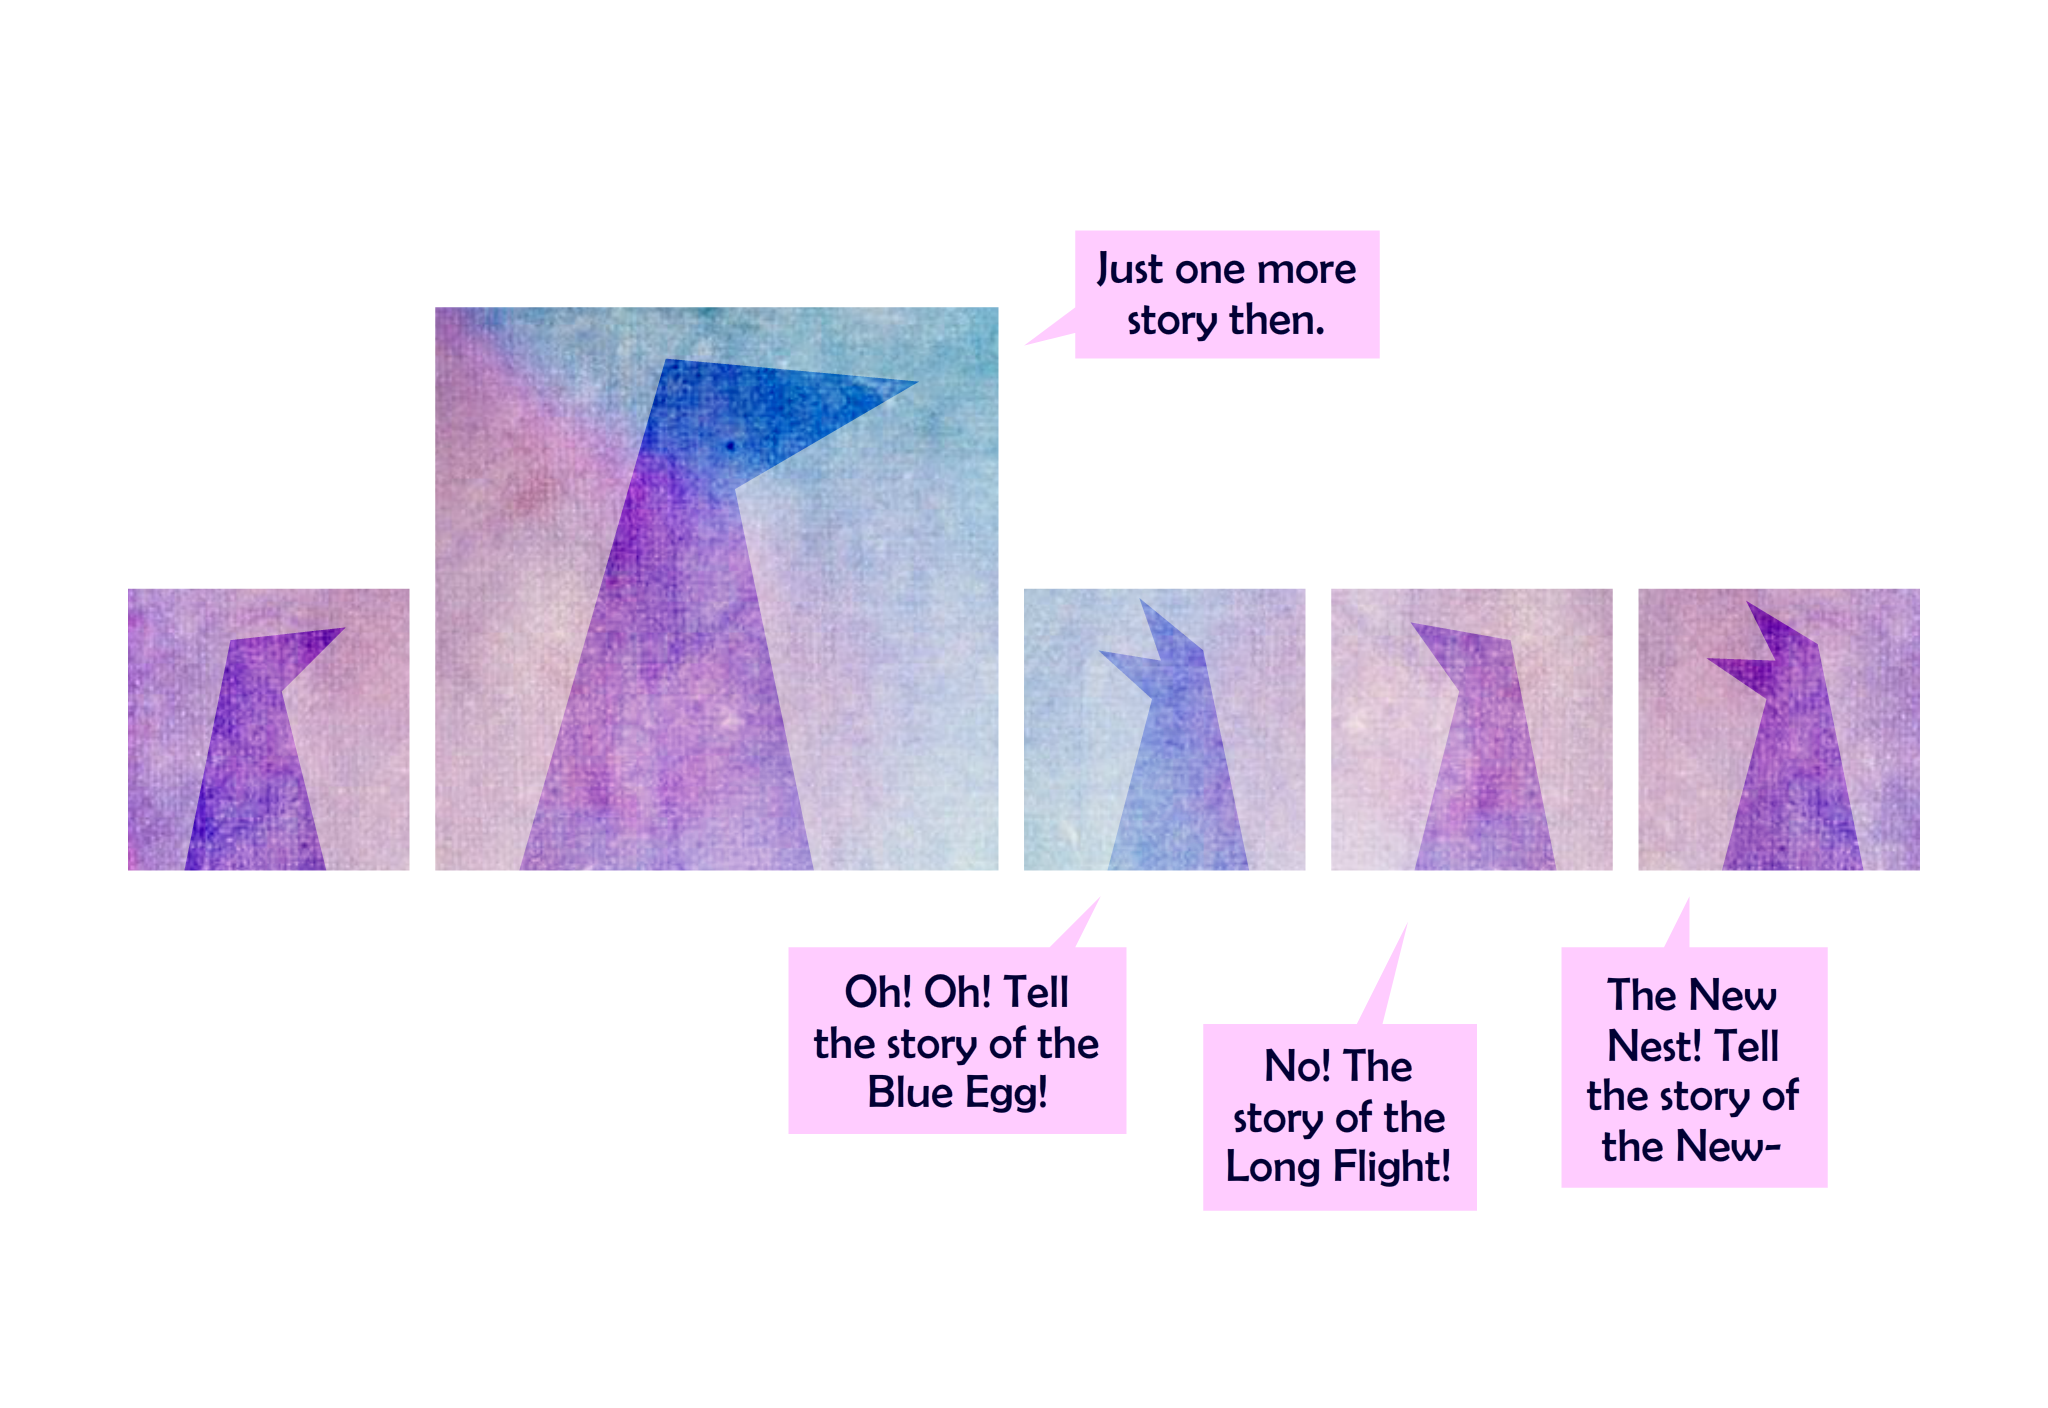 Just one more
story then.
Oh! Oh! Tell
the story of the
Blue Egg!
No! The
story of the
Long Flight!
The New
Nest! Tell
the story of
the New-